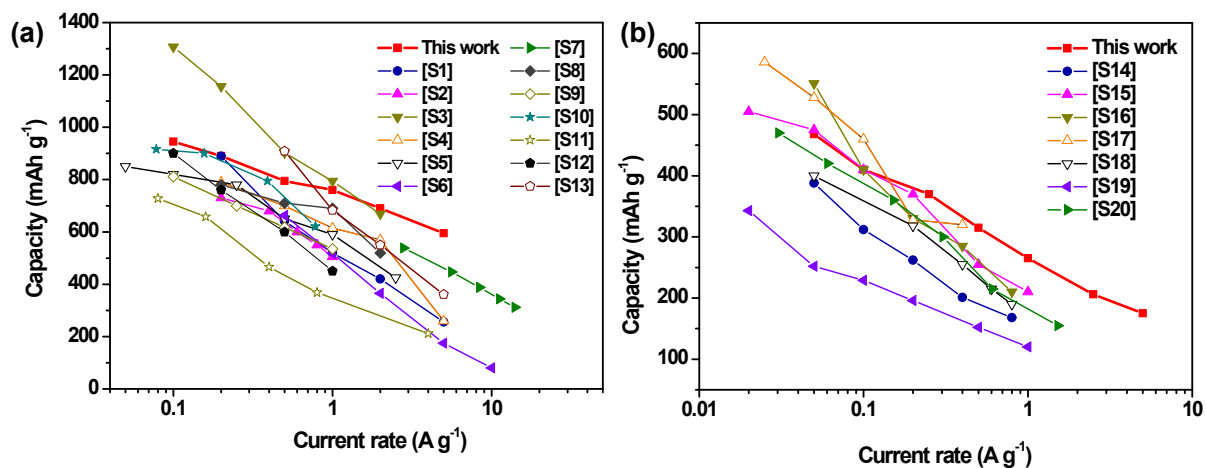 (a)
1400
1200
1000
800
600
400
200
0
Capacity (mAh g-1)
0.1
1
10
Current rate (A g-1)
This work
[S1]
[S2]
[S3]
[S4]
[S5]
[S6]
[S7]
[S8]
[S9]
[S10]
[S11]
[S12]
[S13]
(b)
600
500
400
300
200
100
Capacity (mAh g-1)
0.01
0.1
1
10
Current rate (A g-1)
This work
[S14]
[S15]
[S16]
[S17]
[S18]
[S19]
[S20]